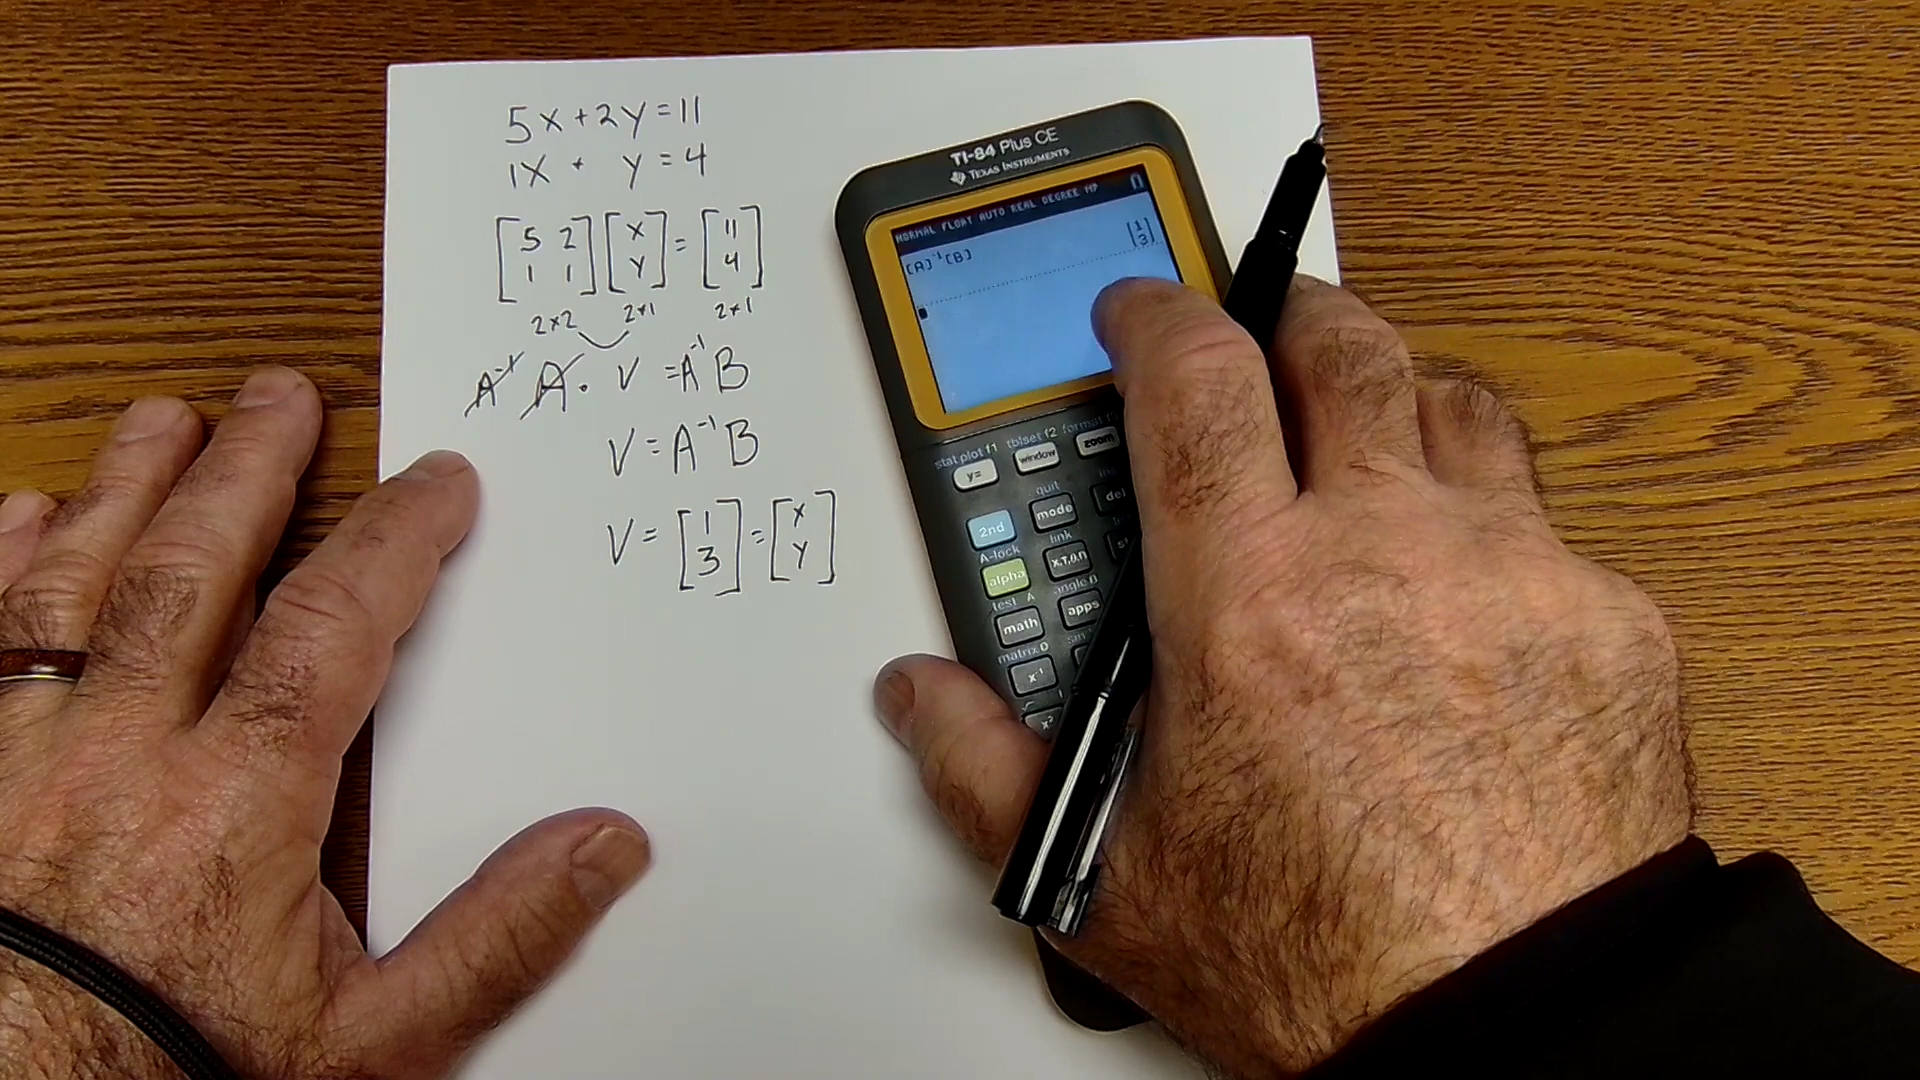 5x+2y=11
1x + y=4
[5 2] [x] = [11]
[1 1] [y] [4]
2×2 2×1 2×1
A⁻¹ A · V = A⁻¹B
V = A⁻¹B
V = [1] = [x]
[3] [y]
TI-84 Plus CE
TEXAS INSTRUMENTS
NORMAL FLOAT AUTO REAL DEGREE MP
[A]⁻¹[B]
[1]
[3]
stat plot f1 tblset f2 format
y= window zoom
quit
2nd mode del
A-lock link
alpha X,T,θ,n
test A angle B
math apps
matrix D sin
x⁻¹
√
x²